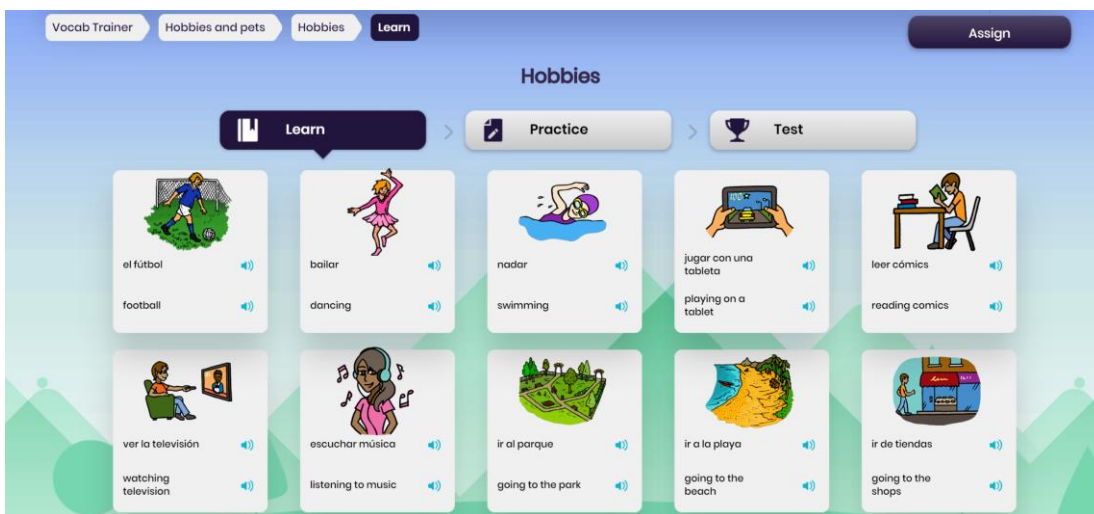 Vocab Trainer
Hobbies and pets
Hobbies
Learn
Assign
Hobbies
Learn
Practice
Test
el fútbol
football
bailar
dancing
nadar
swimming
jugar con una
tableta
playing on a
tablet
leer cómics
reading comics
ver la televisión
watching
television
escuchar música
listening to music
ir al parque
going to the park
ir a la playa
going to the
beach
ir de tiendas
going to the
shops